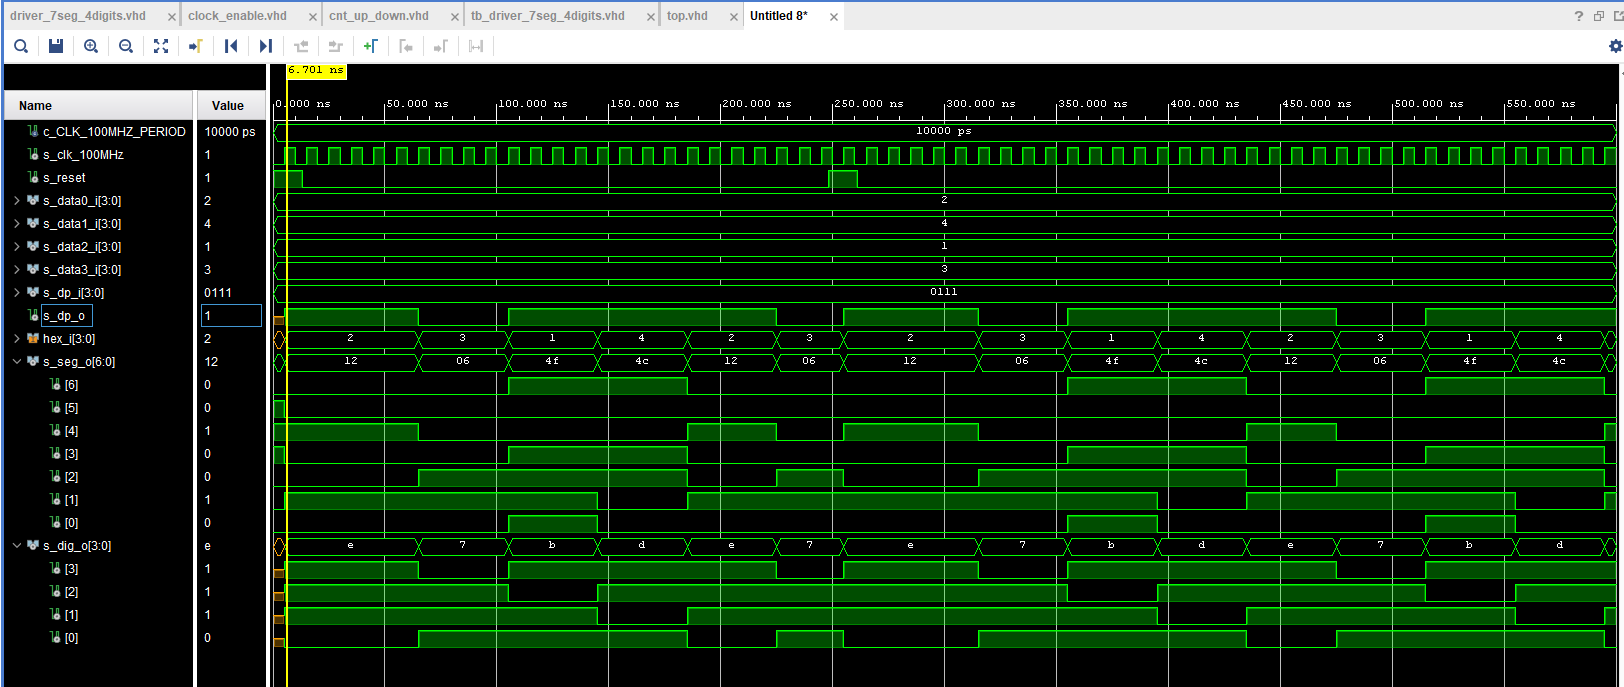 driver_7seg_4digits.vhd × clock_enable.vhd × cnt_up_down.vhd × tb_driver_7seg_4digits.vhd × top.vhd × Untitled 8* ×
6.701 ns
Name Value 0.000 ns 50.000 ns 100.000 ns 150.000 ns 200.000 ns 250.000 ns 300.000 ns 350.000 ns 400.000 ns 450.000 ns 500.000 ns 550.000 ns
c_CLK_100MHZ_PERIOD 10000 ps 10000 ps
s_clk_100MHz 1
s_reset 1
s_data0_i[3:0] 2 2
s_data1_i[3:0] 4 4
s_data2_i[3:0] 1 1
s_data3_i[3:0] 3 3
s_dp_i[3:0] 0111 0111
s_dp_o 1
hex_i[3:0] 2 2 3 1 4 2 3 2 3 1 4 2 3 1 4
s_seg_o[6:0] 12 12 06 4f 4c 12 06 12 06 4f 4c 12 06 4f 4c
[6] 0
[5] 0
[4] 1
[3] 0
[2] 0
[1] 1
[0] 0
s_dig_o[3:0] e e 7 b d e 7 e 7 b d e 7 b d
[3] 1
[2] 1
[1] 1
[0] 0